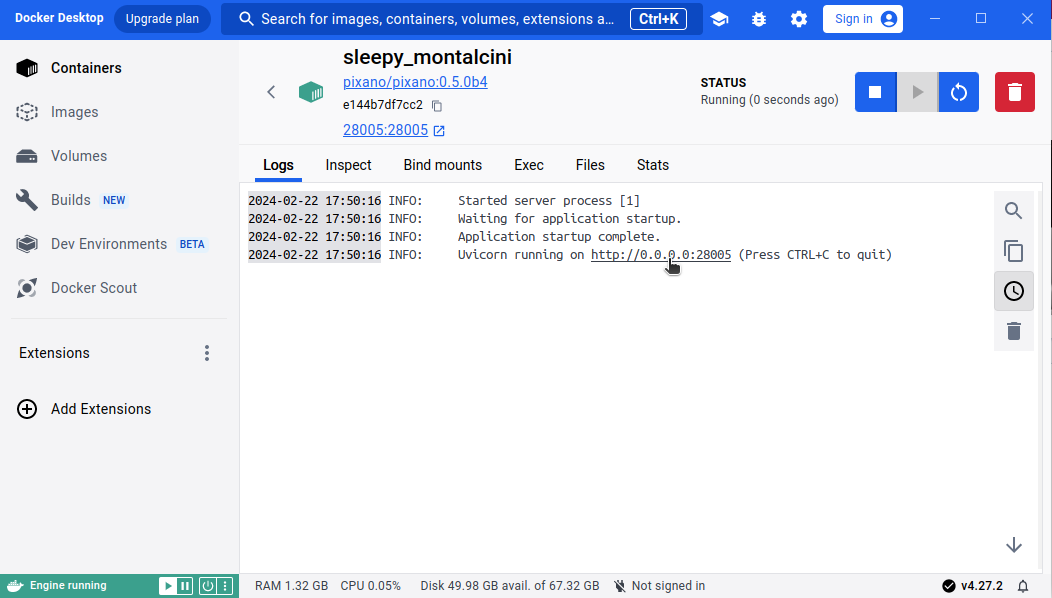 Docker Desktop
Upgrade plan
Search for images, containers, volumes, extensions a...
Ctrl+K
Sign in
Containers
Images
Volumes
Builds NEW
Dev Environments BETA
Docker Scout
Extensions
Add Extensions
sleepy_montalcini
pixano/pixano:0.5.0b4
e144b7df7cc2
28005:28005
STATUS
Running (0 seconds ago)
Logs Inspect Bind mounts Exec Files Stats
2024-02-22 17:50:16 INFO: Started server process [1]
2024-02-22 17:50:16 INFO: Waiting for application startup.
2024-02-22 17:50:16 INFO: Application startup complete.
2024-02-22 17:50:16 INFO: Uvicorn running on http://0.0.0.0:28005 (Press CTRL+C to quit)
Engine running
RAM 1.32 GB CPU 0.05% Disk 49.98 GB avail. of 67.32 GB Not signed in
v4.27.2